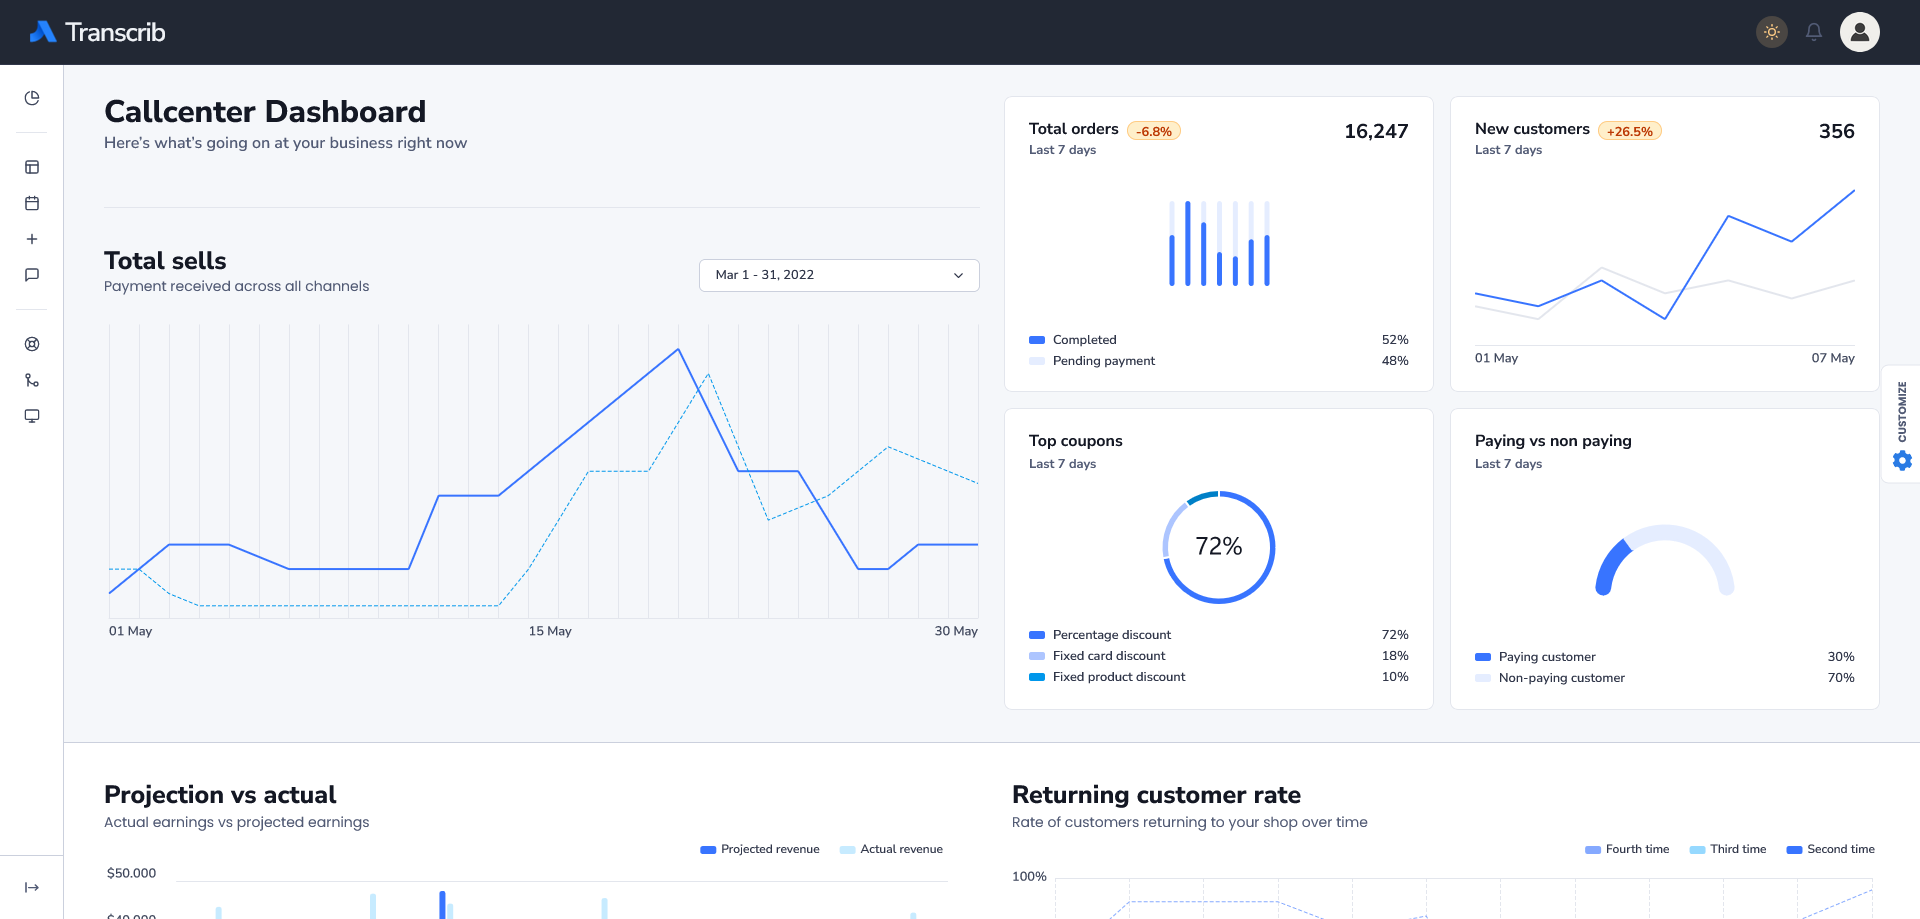 Transcrib
Callcenter Dashboard
Here's what's going on at your business right now
Total sells
Payment received across all channels
Mar 1 - 31, 2022
01 May
15 May
30 May
Total orders
-6.8%
16,247
Last 7 days
Completed
52%
Pending payment
48%
New customers
+26.5%
356
Last 7 days
01 May
07 May
Top coupons
Last 7 days
72%
Percentage discount
72%
Fixed card discount
18%
Fixed product discount
10%
Paying vs non paying
Last 7 days
Paying customer
30%
Non-paying customer
70%
CUSTOMIZE
Projection vs actual
Actual earnings vs projected earnings
Projected revenue
Actual revenue
$50.000
$40.000
Returning customer rate
Rate of customers returning to your shop over time
Fourth time
Third time
Second time
100%